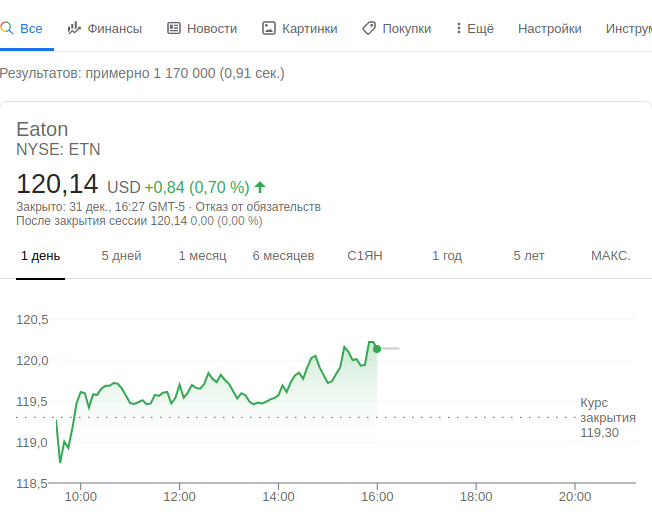 Все Финансы Новости Картинки Покупки Ещё Настройки Инстру
Результатов: примерно 1 170 000 (0,91 сек.)
Eaton
NYSE: ETN
120,14 USD +0,84 (0,70 %)
Закрыто: 31 дек., 16:27 GMT-5 · Отказ от обязательств
После закрытия сессии 120,14 0,00 (0,00 %)
1 день 5 дней 1 месяц 6 месяцев С1ЯН 1 год 5 лет МАКС.
120,5
120,0
119,5
Курс
закрытия
119,30
119,0
118,5
10:00 12:00 14:00 16:00 18:00 20:00